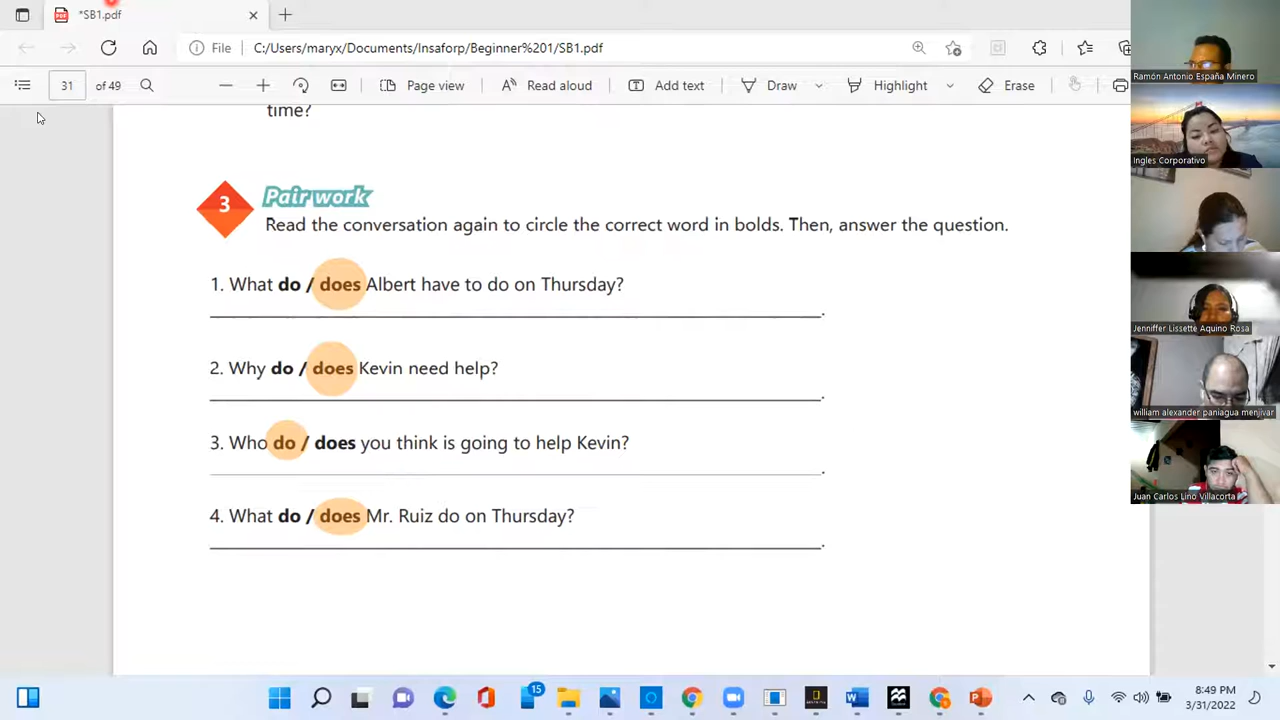 *SB1.pdf
File
C:/Users/maryx/Documents/Insaforp/Beginner%201/SB1.pdf
31 of 49
Page view
Read aloud
Add text
Draw
Highlight
Erase
time?
3
Pair work
Read the conversation again to circle the correct word in bolds. Then, answer the question.
1. What do / does Albert have to do on Thursday?
2. Why do / does Kevin need help?
3. Who do / does you think is going to help Kevin?
4. What do / does Mr. Ruiz do on Thursday?
Ramón Antonio España Minero
Ingles Corporativo
Jenniffer Lissette Aquino Rosa
william alexander paniagua menjivar
Juan Carlos Lino Villacorta
15
8:49 PM
3/31/2022